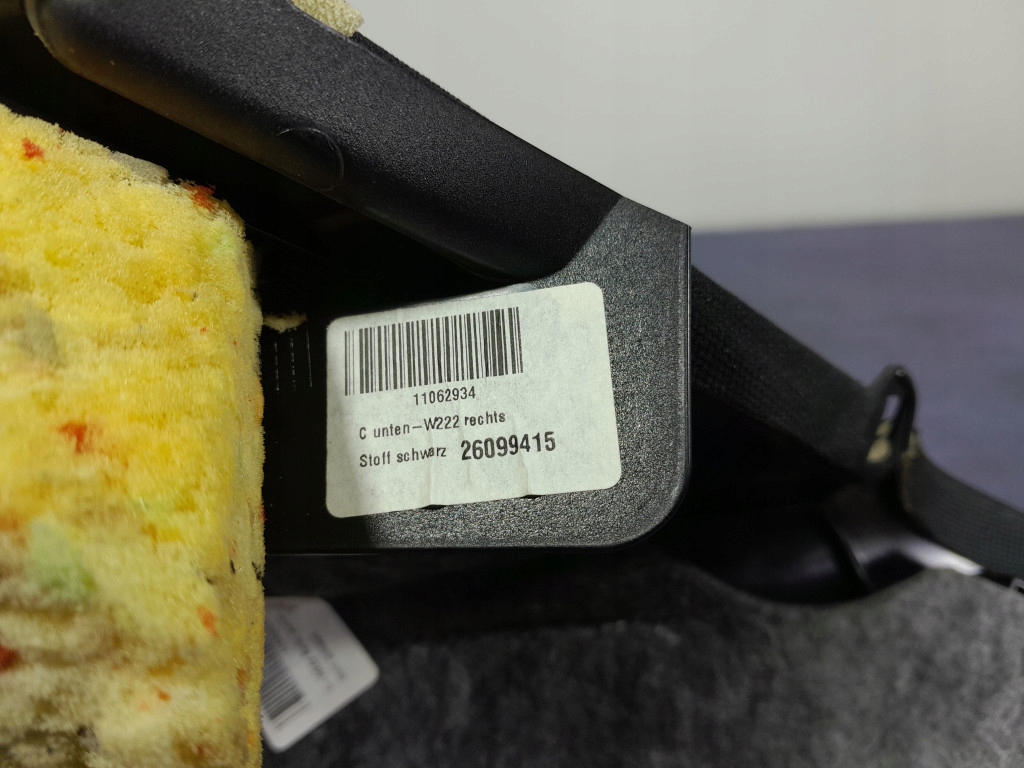 11062934
C unten-W222 rechts
Stoff schwarz 26099415